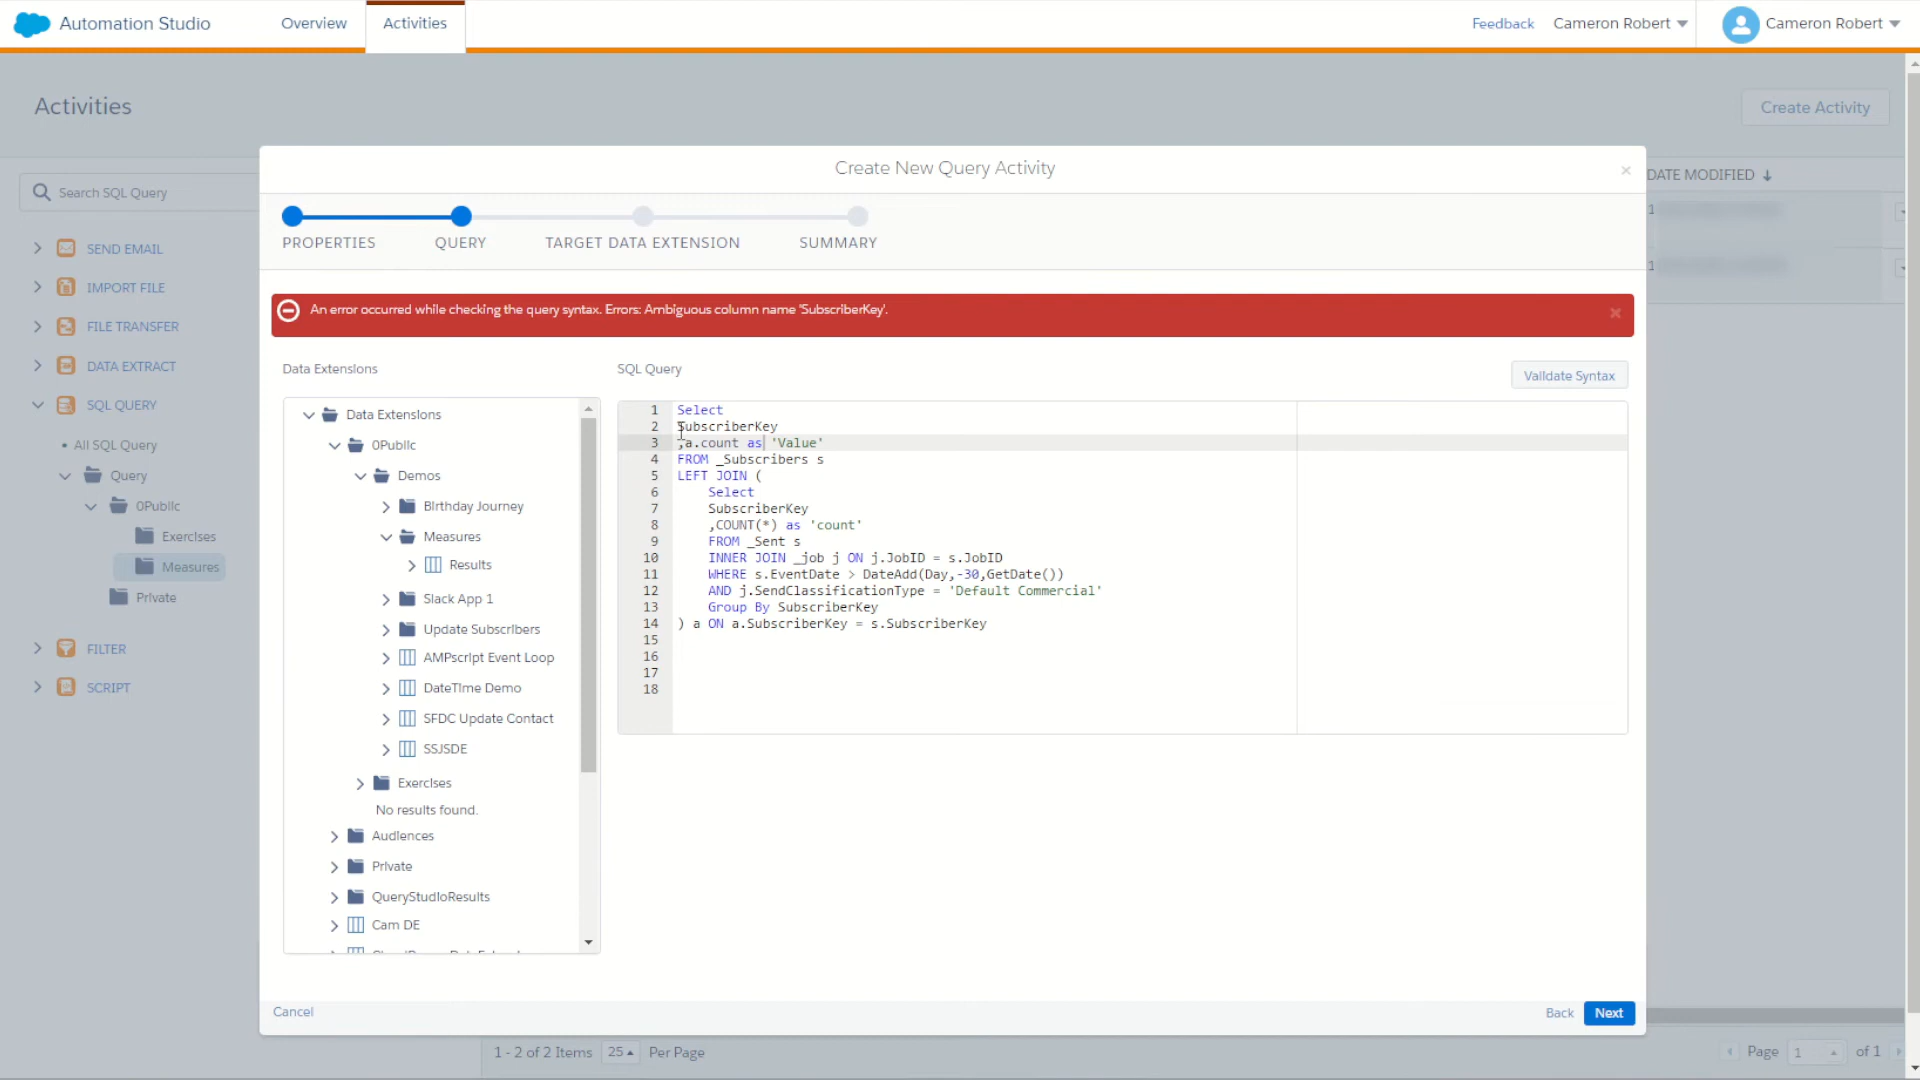 Automation Studio
Overview
Activities
Feedback
Cameron Robert
Cameron Robert
Activities
Create Activity
Search SQL Query
SEND EMAIL
IMPORT FILE
FILE TRANSFER
DATA EXTRACT
SQL QUERY
• All SQL Query
Query
0Public
Exercises
Measures
Private
FILTER
SCRIPT
DATE MODIFIED
Create New Query Activity
PROPERTIES
QUERY
TARGET DATA EXTENSION
SUMMARY
An error occurred while checking the query syntax. Errors: Ambiguous column name 'SubscriberKey'.
Data Extensions
Data Extensions
0Public
Demos
Birthday Journey
Measures
Results
Slack App 1
Update Subscribers
AMPscript Event Loop
DateTime Demo
SFDC Update Contact
SSJSDE
Exercises
No results found.
Audiences
Private
QueryStudioResults
Cam DE
SQL Query
Validate Syntax
1 Select
2 SubscriberKey
3 ,a.count as 'Value'
4 FROM _Subscribers s
5 LEFT JOIN (
6 Select
7 SubscriberKey
8 ,COUNT(*) as 'count'
9 FROM _Sent s
10 INNER JOIN _job j ON j.JobID = s.JobID
11 WHERE s.EventDate > DateAdd(Day,-30,GetDate())
12 AND j.SendClassificationType = 'Default Commercial'
13 Group By SubscriberKey
14 ) a ON a.SubscriberKey = s.SubscriberKey
15
16
17
18
Cancel
Back
Next
1 - 2 of 2 Items
25
Per Page
Page
1
of 1